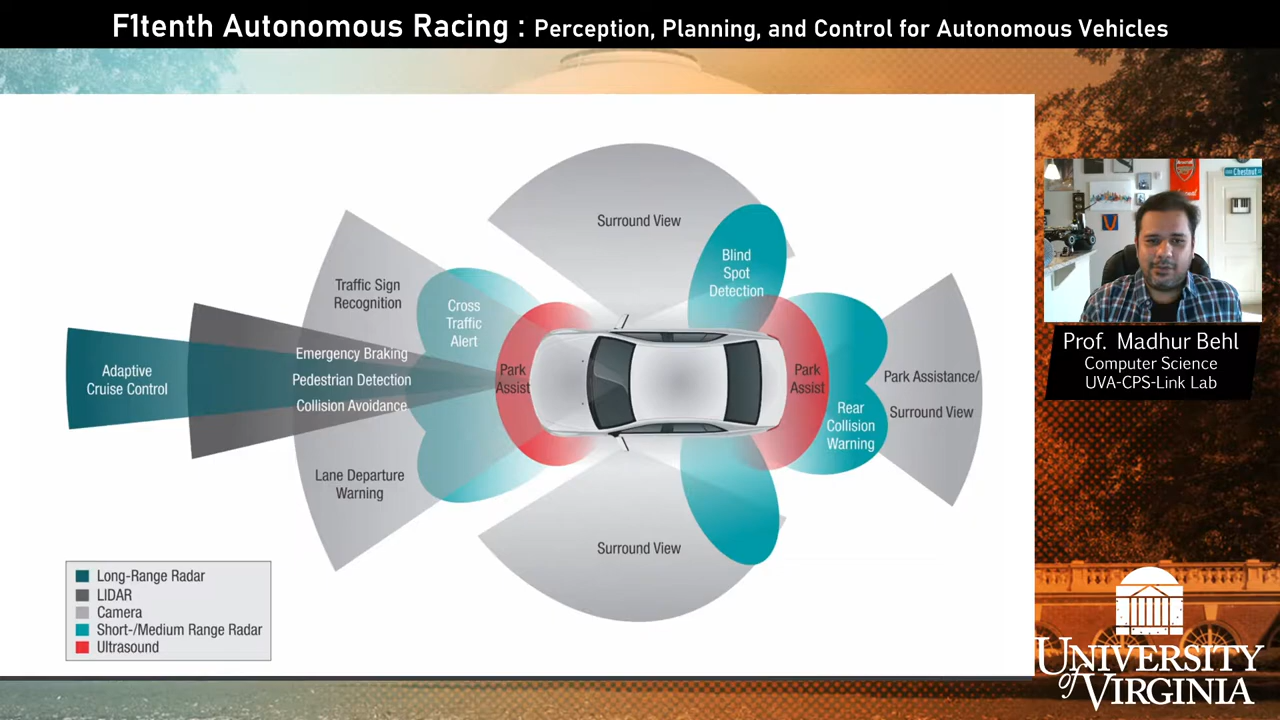 F1tenth Autonomous Racing : Perception, Planning, and Control for Autonomous Vehicles
Surround View
Blind
Spot
Detection
Traffic Sign
Recognition
Cross
Traffic
Alert
Emergency Braking
Adaptive
Cruise Control
Pedestrian Detection
Collision Avoidance
Park
Assist
Park
Assist
Park Assistance/
Surround View
Rear
Collision
Warning
Lane Departure
Warning
Surround View
Long-Range Radar
LIDAR
Camera
Short-/Medium Range Radar
Ultrasound
Chestnut
Prof. Madhur Behl
Computer Science
UVA-CPS-Link Lab
UNIVERSITY
of VIRGINIA